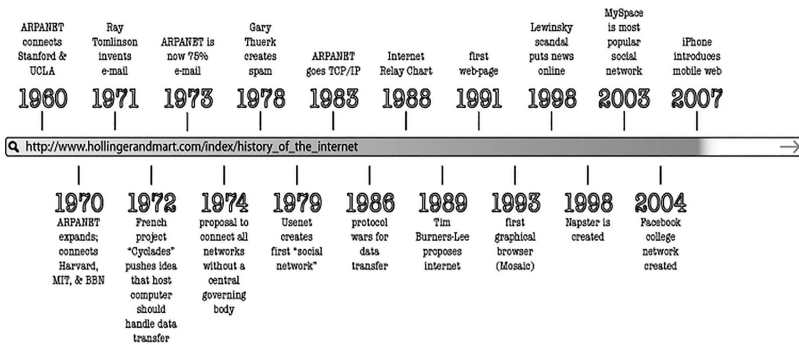 ARPANET
connects
Stanford &
UCLA
1960
Ray
Tomlinson
invents
e-mail
1971
ARPANET is
now 75%
e-mail
1973
Gary
Thuerk
creates
spam
1978
ARPANET
goes TCP/IP
1983
Internet
Relay Chart
1988
first
web-page
1991
Lewinsky
scandal
puts news
online
1998
MySpace
is most
popular
social
network
2003
iPhone
introduces
mobile web
2007
http://www.hollingerandmart.com/index/history_of_the_internet
1970
ARPANET
expands;
connects
Harvard,
MIT, & BBN
1972
French
project
"Cyclades"
pushes idea
that host
computer
should
handle data
transfer
1974
proposal to
connect all
networks
without a
central
governing
body
1979
Usenet
creates
first "social
network"
1986
protocol
wars for
data
transfer
1989
Tim
Burners-Lee
proposes
internet
1993
first
graphical
browser
(Mosaic)
1998
Napster is
created
2004
Facebook
college
network
created